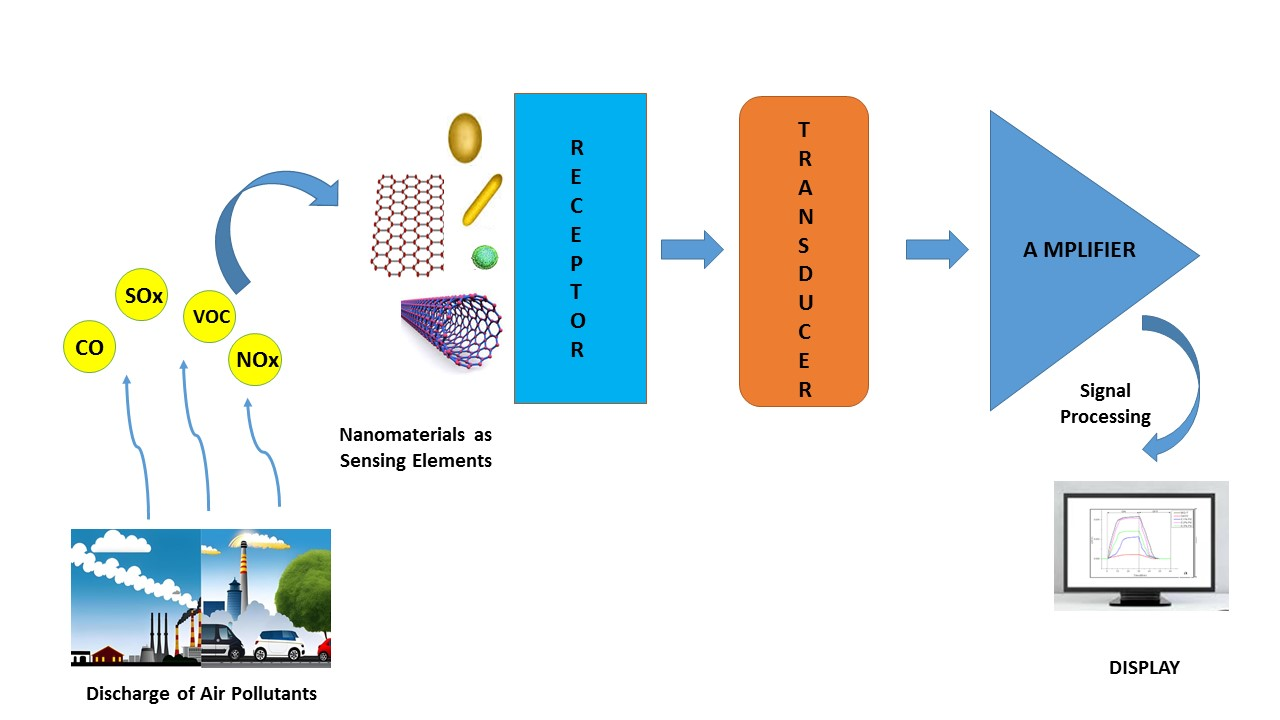 SOx
VOC
CO
NOx
Discharge of Air Pollutants
Nanomaterials as
Sensing Elements
R
E
C
E
P
T
O
R
T
R
A
N
S
D
U
C
E
R
A MPLIFIER
Signal
Processing
DISPLAY